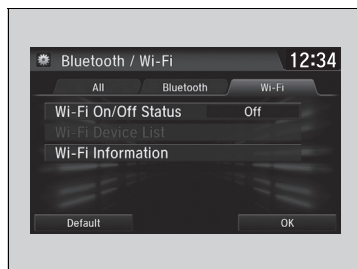 Bluetooth / Wi-Fi 12:34
All Bluetooth Wi-Fi
Wi-Fi On/Off Status Off
Wi-Fi Device List
Wi-Fi Information
Default OK